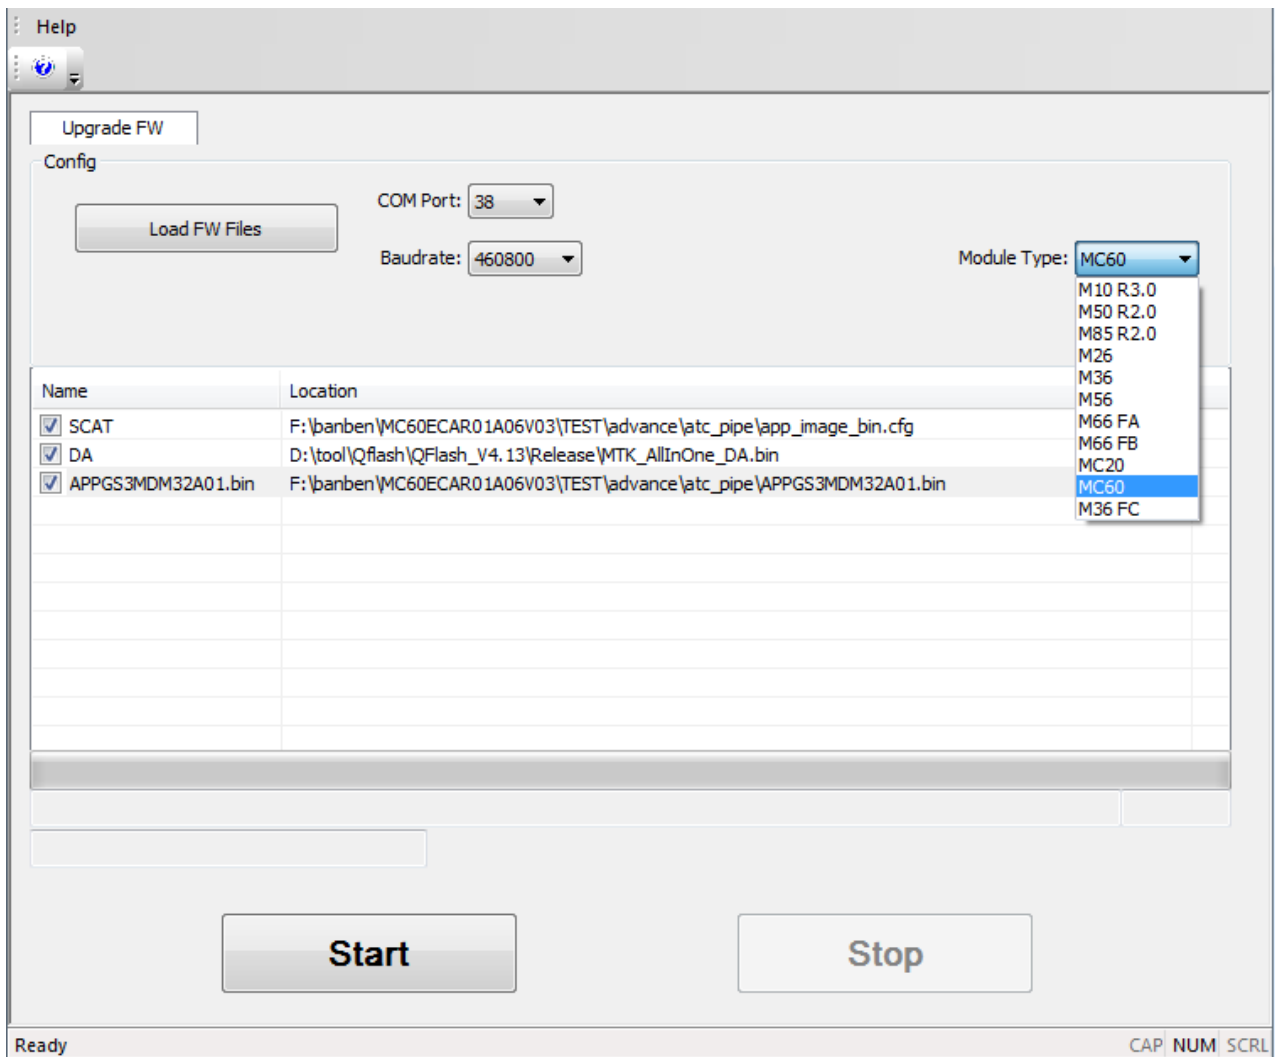 Help
Upgrade FW
Config
Load FW Files
COM Port: 38
Baudrate: 460800
Module Type: MC60
M10 R3.0
M50 R2.0
M85 R2.0
M26
M36
M56
M66 FA
M66 FB
MC20
MC60
M36 FC
Name Location
SCAT F:\banben\MC60ECAR01A06V03\TEST\advance\atc_pipe\app_image_bin.cfg
DA D:\tool\Qflash\QFlash_V4.13\Release\MTK_AllInOne_DA.bin
APPGS3MDM32A01.bin F:\banben\MC60ECAR01A06V03\TEST\advance\atc_pipe\APPGS3MDM32A01.bin
Start Stop
Ready CAP NUM SCRL